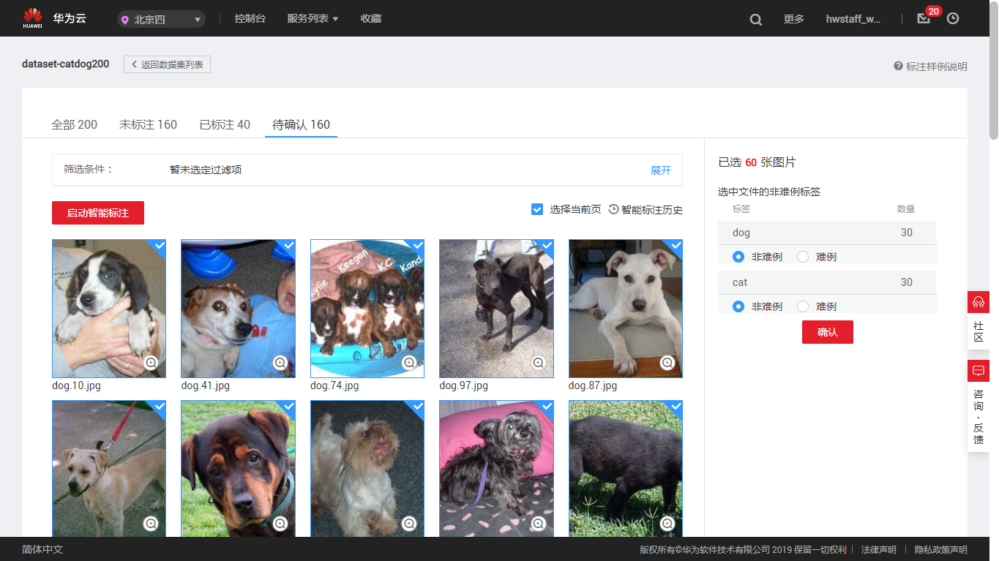 HUAWEI 华为云 北京四 控制台 服务列表 收藏 更多 hwstaff_w... 20
dataset-catdog200 返回数据集列表 标注样例说明
全部 200 未标注 160 已标注 40 待确认 160
筛选条件： 暂未选定过滤项 展开
启动智能标注 选择当前页 智能标注历史
Keegan KC Kand
dog.10.jpg dog.41.jpg dog.74.jpg dog.97.jpg dog.87.jpg
已选 60 张图片
选中文件的非难例标签
标签 数量
dog 30
非难例 难例
cat 30
非难例 难例
确认
社区
咨询·反馈
简体中文 版权所有©华为软件技术有限公司 2019 保留一切权利 法律声明 隐私政策声明